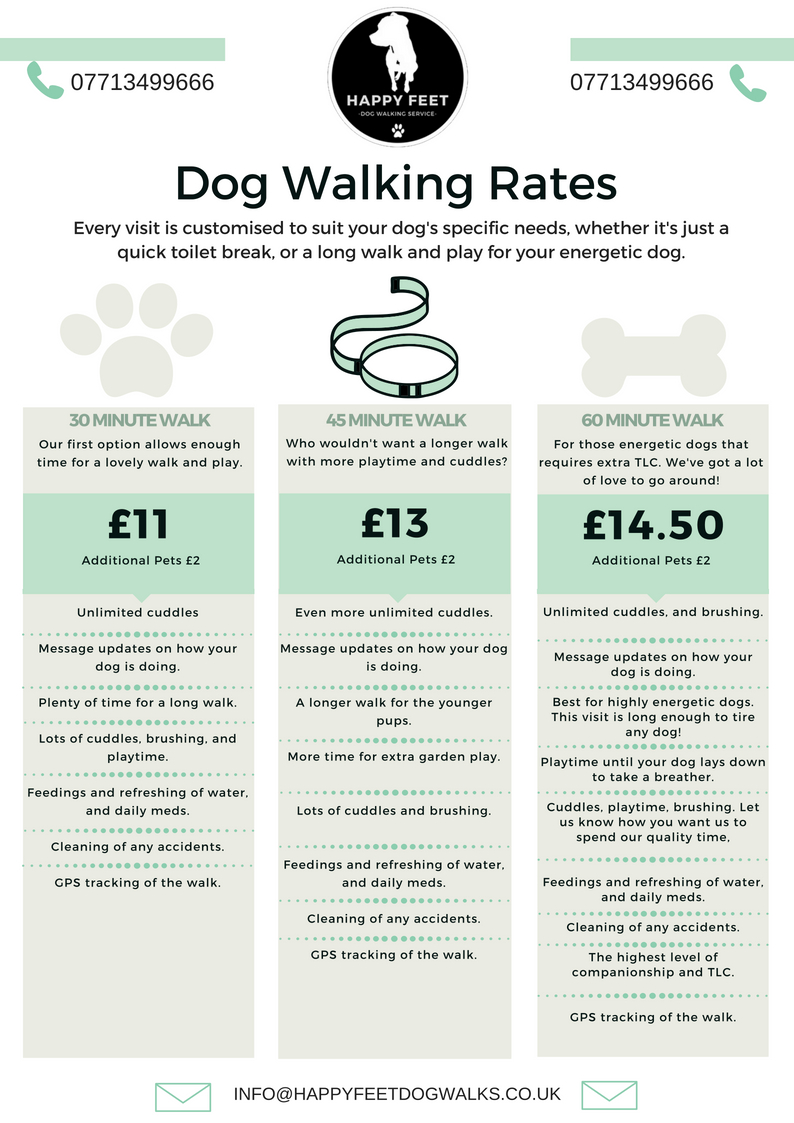 07713499666
HAPPY FEET
-DOG WALKING SERVICE-
07713499666
Dog Walking Rates
Every visit is customised to suit your dog's specific needs, whether it's just a
quick toilet break, or a long walk and play for your energetic dog.
30 MINUTE WALK
Our first option allows enough
time for a lovely walk and play.
£11
Additional Pets £2
Unlimited cuddles
Message updates on how your
dog is doing.
Plenty of time for a long walk.
Lots of cuddles, brushing, and
playtime.
Feedings and refreshing of water,
and daily meds.
Cleaning of any accidents.
GPS tracking of the walk.
45 MINUTE WALK
Who wouldn't want a longer walk
with more playtime and cuddles?
£13
Additional Pets £2
Even more unlimited cuddles.
Message updates on how your dog
is doing.
A longer walk for the younger
pups.
More time for extra garden play.
Lots of cuddles and brushing.
Feedings and refreshing of water,
and daily meds.
Cleaning of any accidents.
GPS tracking of the walk.
60 MINUTE WALK
For those energetic dogs that
requires extra TLC. We've got a lot
of love to go around!
£14.50
Additional Pets £2
Unlimited cuddles, and brushing.
Message updates on how your
dog is doing.
Best for highly energetic dogs.
This visit is long enough to tire
any dog!
Playtime until your dog lays down
to take a breather.
Cuddles, playtime, brushing. Let
us know how you want us to
spend our quality time,
Feedings and refreshing of water,
and daily meds.
Cleaning of any accidents.
The highest level of
companionship and TLC.
GPS tracking of the walk.
INFO@HAPPYFEETDOGWALKS.CO.UK